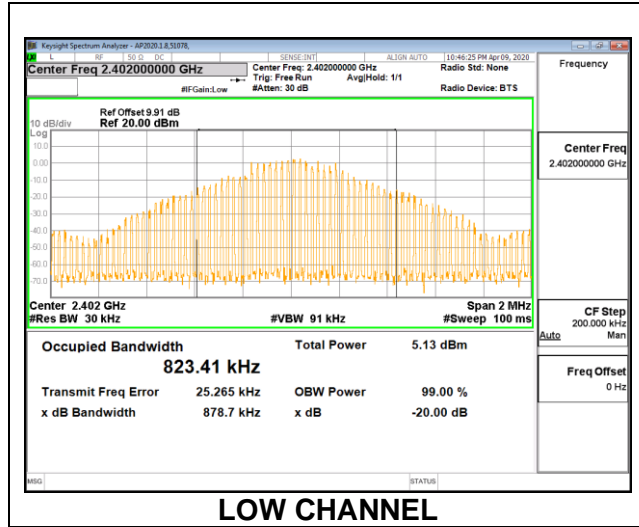 Keysight Spectrum Analyzer - AP2020.1.8,51078,
L RF 50 Ω DC SENSE:INT ALIGN AUTO 10:46:25 PM Apr 09, 2020
Center Freq 2.402000000 GHz Center Freq: 2.402000000 GHz Radio Std: None Frequency
Trig: Free Run Avg|Hold: 1/1
#IFGain:Low #Atten: 30 dB Radio Device: BTS
Ref Offset 9.91 dB
10 dB/div Ref 20.00 dBm
Log
10.0
0.00
-10.0
-20.0
-30.0
-40.0
-50.0
-60.0
-70.0
Center Freq
2.402000000 GHz
Center 2.402 GHz Span 2 MHz
#Res BW 30 kHz #VBW 91 kHz #Sweep 100 ms
CF Step
200.000 kHz
Auto Man
Occupied Bandwidth Total Power 5.13 dBm
823.41 kHz
Freq Offset
0 Hz
Transmit Freq Error 25.265 kHz OBW Power 99.00 %
x dB Bandwidth 878.7 kHz x dB -20.00 dB
MSG STATUS
LOW CHANNEL